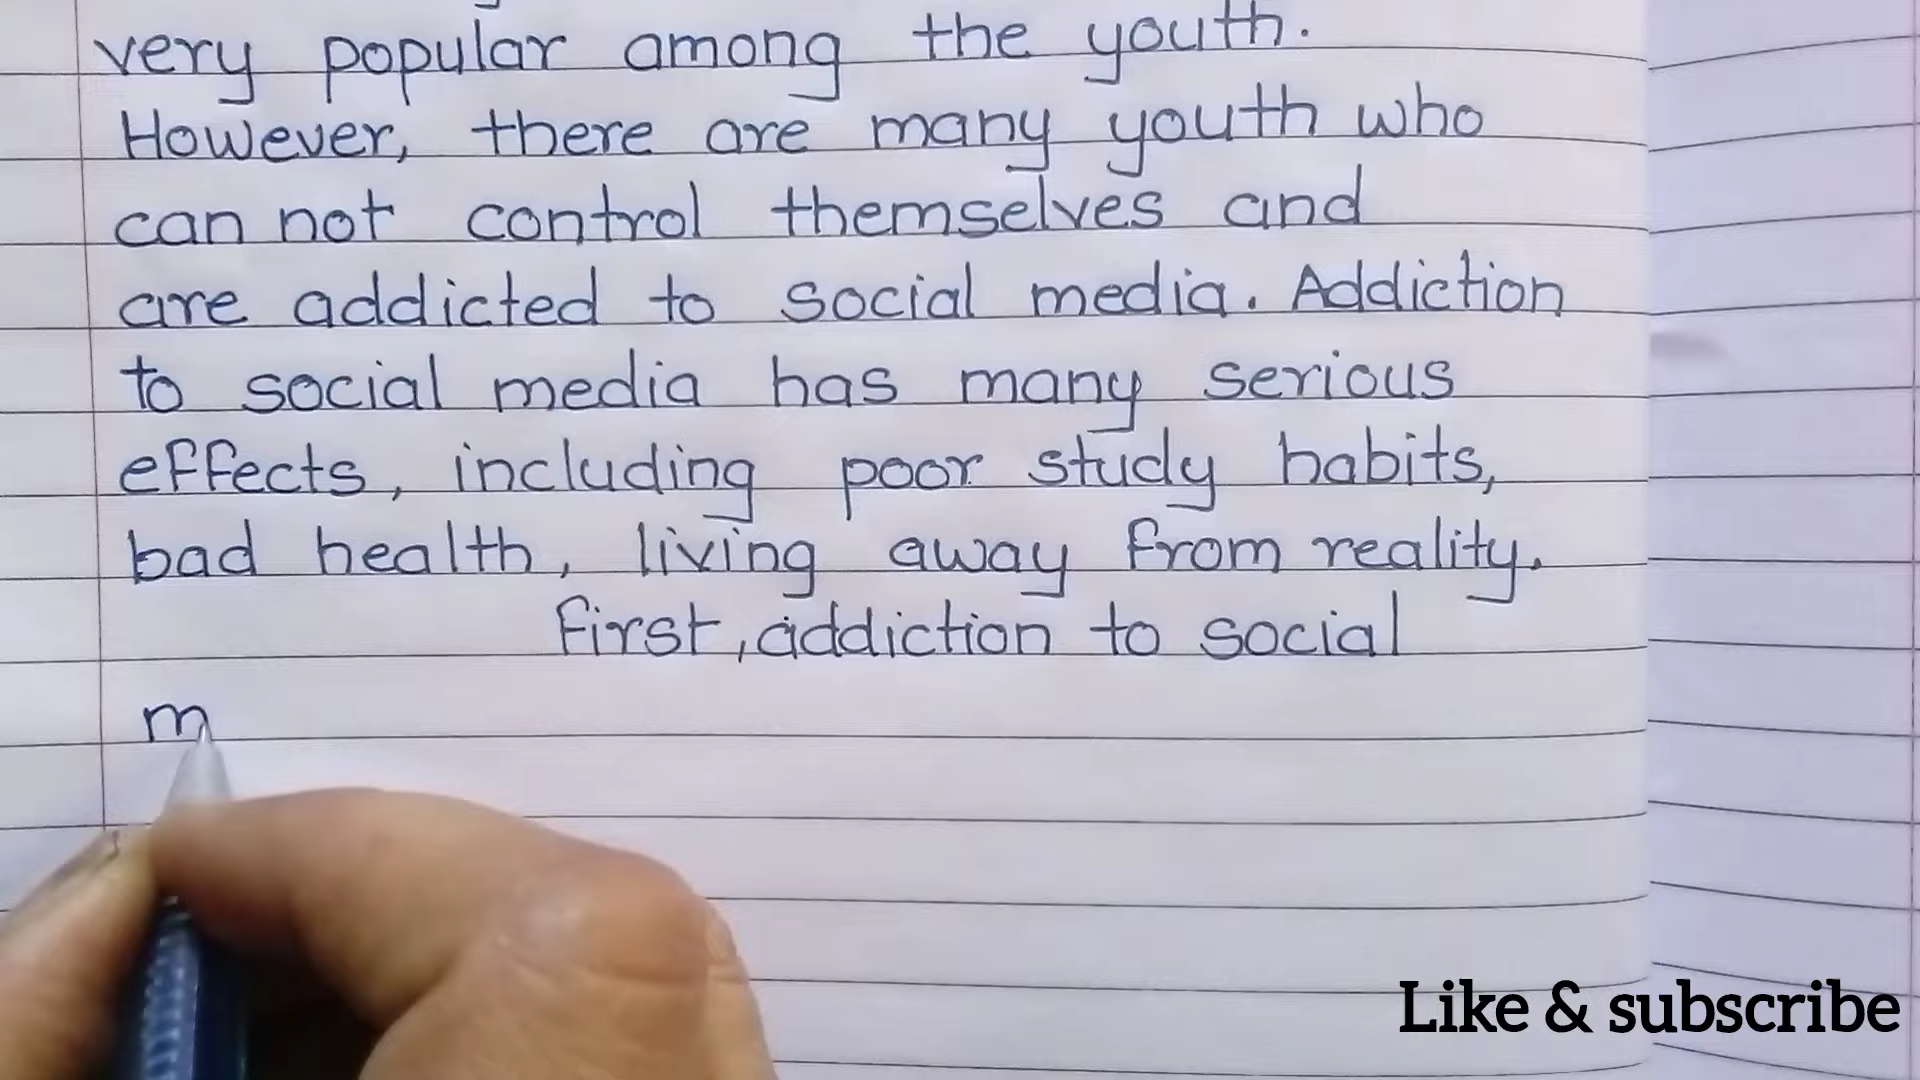 very popular among the youth.
However, there are many youth who
can not control themselves and
are addicted to social media. Addiction
to social media has many serious
effects, including poor study habits,
bad health, living away from reality.
First, addiction to social
m
Like & subscribe